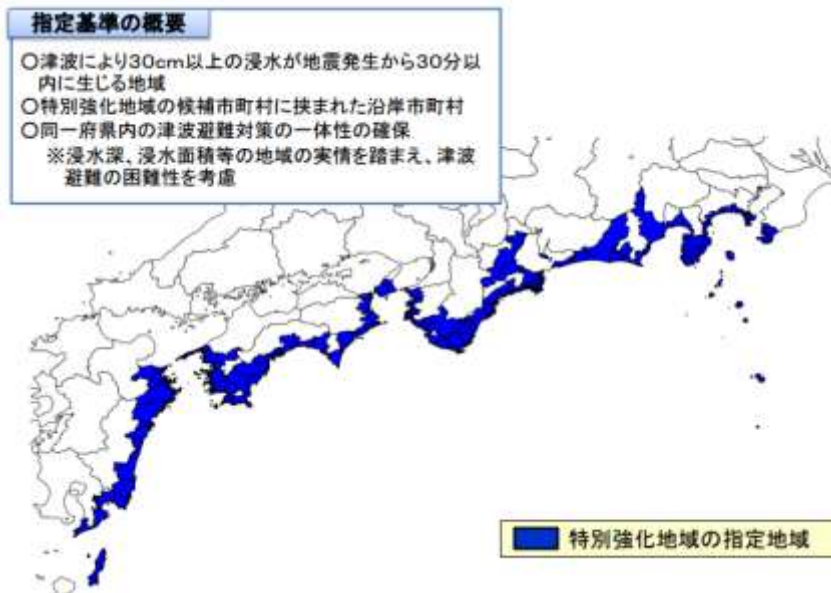 指定基準の概要
○津波により30cm以上の浸水が地震発生から30分以
内に生じる地域
○特別強化地域の候補市町村に挟まれた沿岸市町村
○同一府県内の津波避難対策の一体性の確保
※浸水深、浸水面積等の地域の実情を踏まえ、津波
避難の困難性を考慮
特別強化地域の指定地域